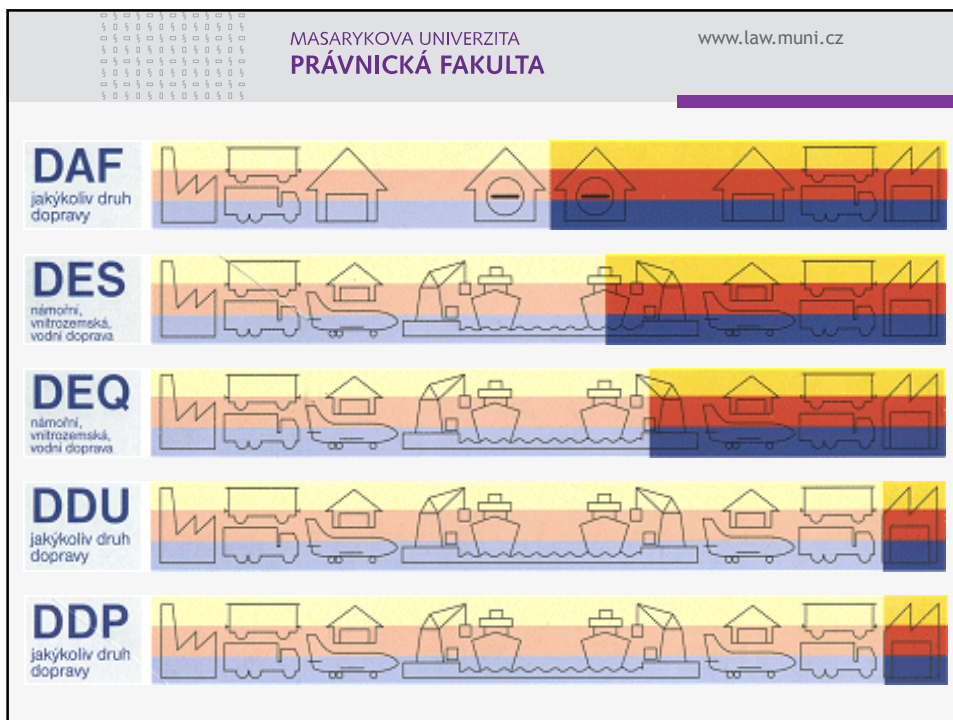 MASARYKOVA UNIVERZITA
PRÁVNICKÁ FAKULTA
www.law.muni.cz
DAF
jakýkoliv druh
dopravy
DES
námořní,
vnitrozemská,
vodní doprava
DEQ
námořní,
vnitrozemská,
vodní doprava
DDU
jakýkoliv druh
dopravy
DDP
jakýkoliv druh
dopravy